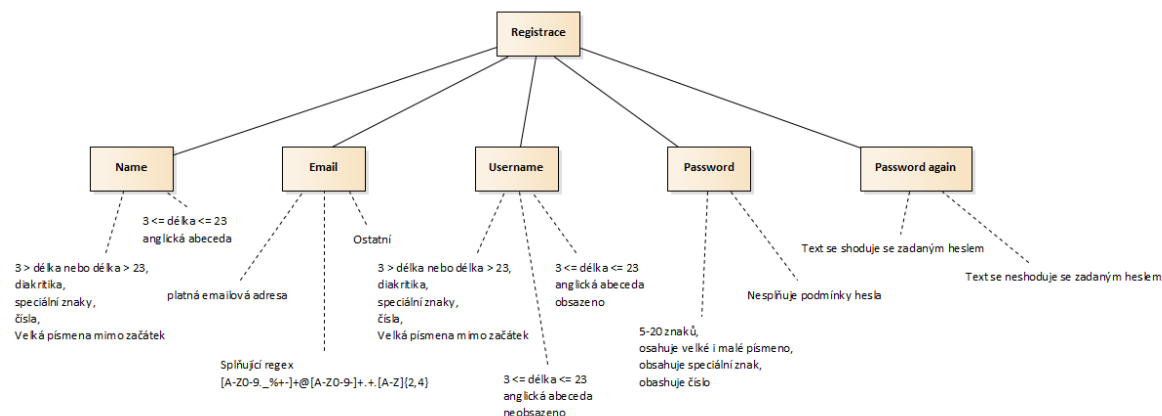 Registrace
Name
Email
Username
Password
Password again
3 <= délka <= 23
anglická abeceda
3 > délka nebo délka > 23,
diakritika,
speciální znaky,
čísla,
Velká písmena mimo začátek
platná emailová adresa
Splňující regex
[A-Z0-9._%+-]+@[A-Z0-9-]+.+.[A-Z]{2,4}
Ostatní
3 > délka nebo délka > 23,
diakritika,
speciální znaky,
čísla,
Velká písmena mimo začátek
3 <= délka <= 23
anglická abeceda
neobsazeno
3 <= délka <= 23
anglická abeceda
obsazeno
5-20 znaků,
osahuje velké i malé písmeno,
obsahuje speciální znak,
obashuje číslo
Nesplňuje podmínky hesla
Text se shoduje se zadaným heslem
Text se neshoduje se zadaným heslem